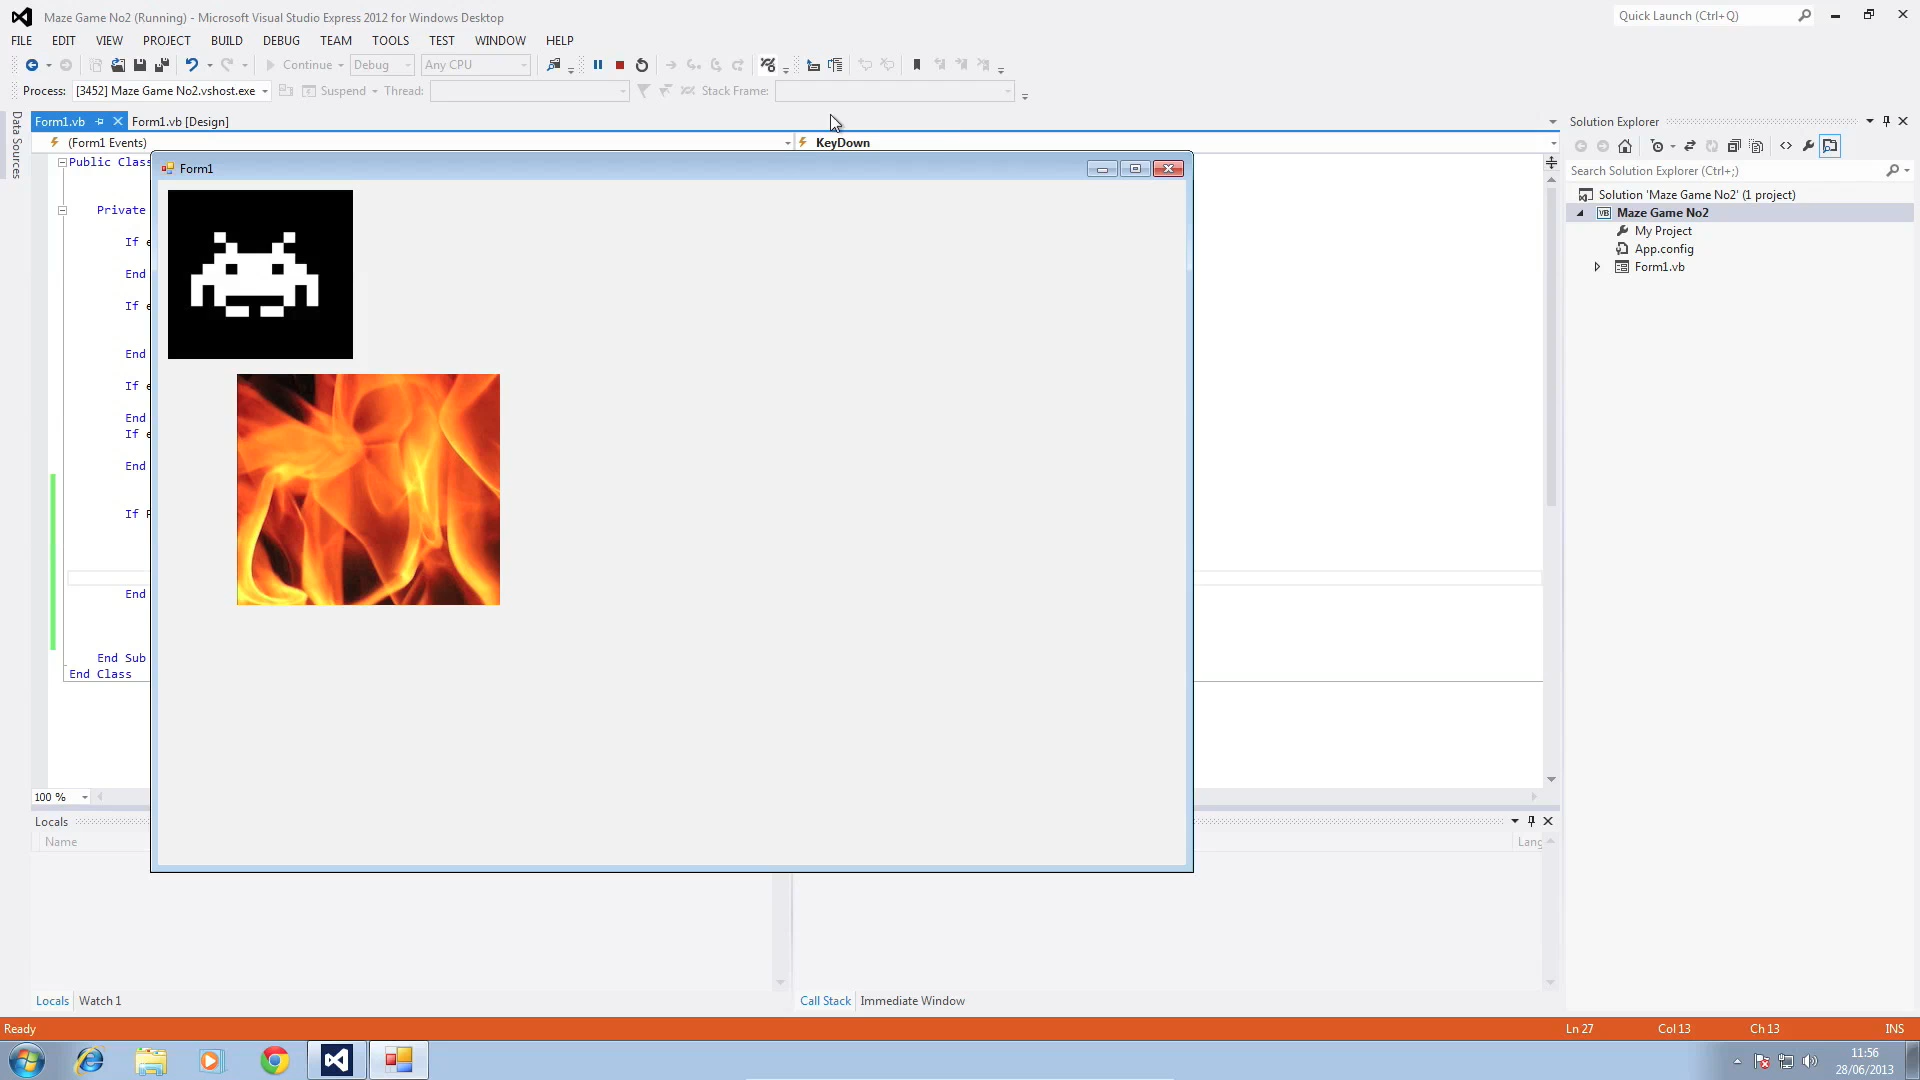 Maze Game No2 (Running) - Microsoft Visual Studio Express 2012 for Windows Desktop
Quick Launch (Ctrl+Q)
FILE EDIT VIEW PROJECT BUILD DEBUG TEAM TOOLS TEST WINDOW HELP
Continue Debug Any CPU
Process: [3452] Maze Game No2.vshost.exe Suspend Thread: Stack Frame:
Data Sources
Form1.vb Form1.vb [Design]
(Form1 Events) KeyDown
Public Class
Private
If e
End
If e
End
If e
End
If e
End
If P
End
End Sub
End Class
Form1
100 %
Solution Explorer
Search Solution Explorer (Ctrl+;)
Solution 'Maze Game No2' (1 project)
VB Maze Game No2
My Project
App.config
Form1.vb
Locals
Name
Lang
Locals Watch 1
Call Stack Immediate Window
Ready Ln 27 Col 13 Ch 13 INS
11:56
28/06/2013